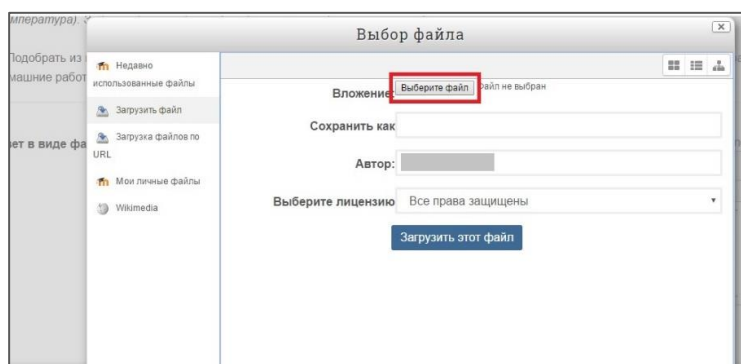 мпература).
Выбор файла
Подобрать из
машние работ
вет в виде фа
Недавно
использованные файлы
Загрузить файл
Загрузка файлов по
URL
Мои личные файлы
Wikimedia
Вложение:
Выберите файл
Файл не выбран
Сохранить как
Автор:
Выберите лицензию
Все права защищены
Загрузить этот файл